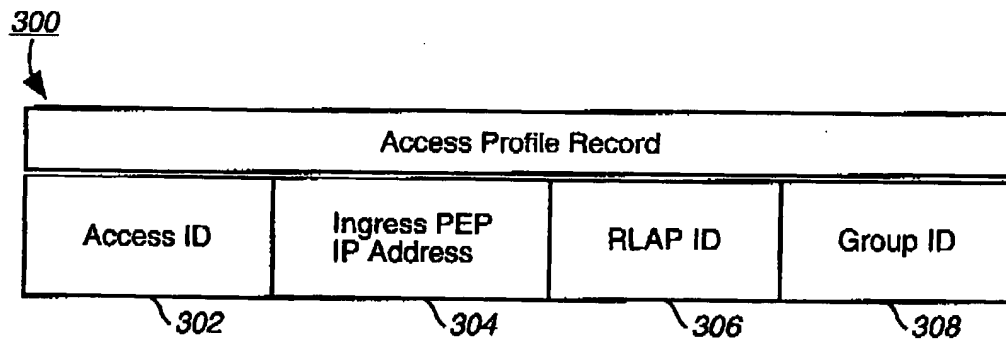 300
Access Profile Record
Access ID
Ingress PEP
IP Address
RLAP ID
Group ID
302
304
306
308